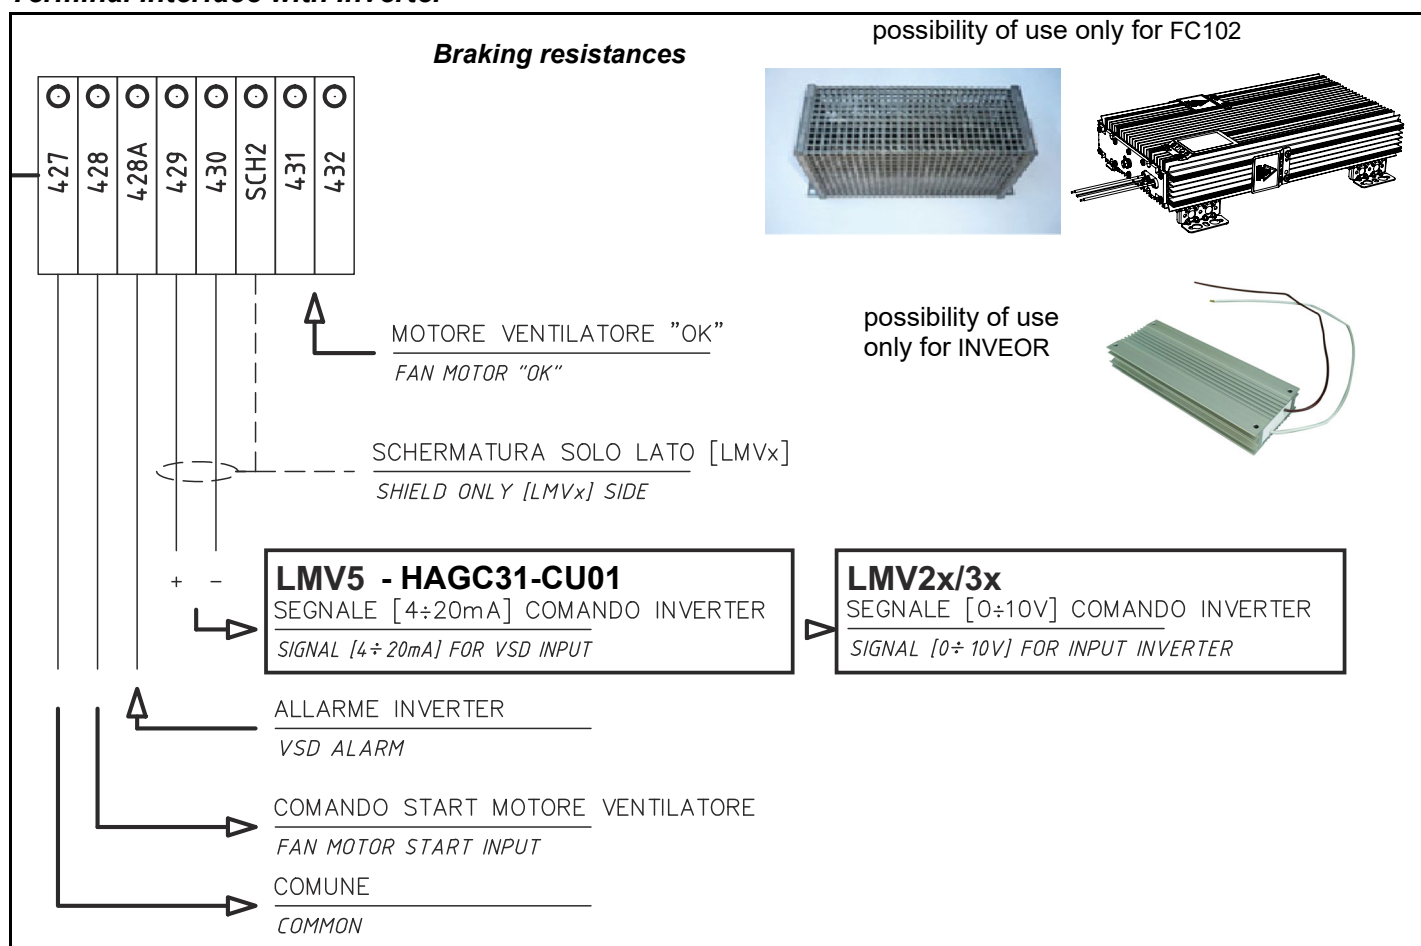 Terminal interface with inverter
possibility of use only for FC102
Braking resistances
427
428
428A
429
430
SCH2
431
432
possibility of use
only for INVEOR
MOTORE VENTILATORE "OK"
FAN MOTOR "OK"
SCHERMATURA SOLO LATO [LMVx]
SHIELD ONLY [LMVx] SIDE
+ -
LMV5 - HAGC31-CU01
SEGNALE [4÷20mA] COMANDO INVERTER
SIGNAL [4÷20mA] FOR VSD INPUT
LMV2x/3x
SEGNALE [0÷10V] COMANDO INVERTER
SIGNAL [0÷10V] FOR INPUT INVERTER
ALLARME INVERTER
VSD ALARM
COMANDO START MOTORE VENTILATORE
FAN MOTOR START INPUT
COMUNE
COMMON